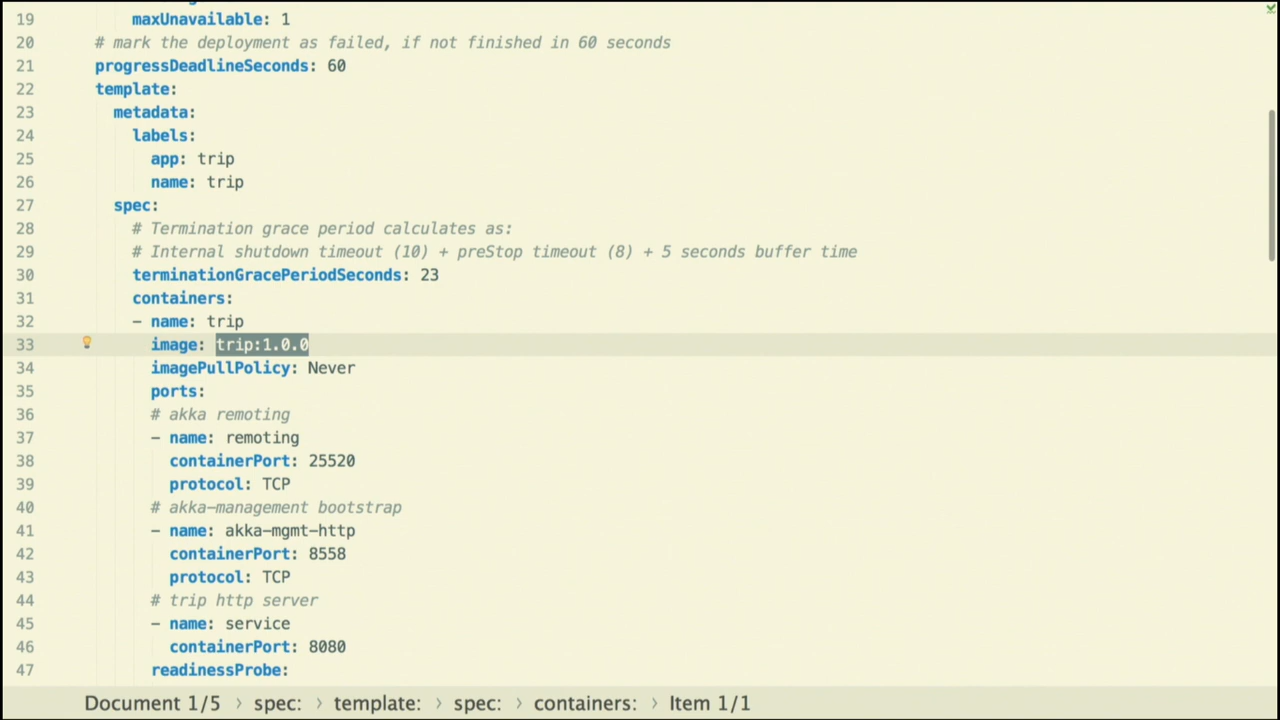 19 maxUnavailable: 1
20 # mark the deployment as failed, if not finished in 60 seconds
21 progressDeadlineSeconds: 60
22 template:
23 metadata:
24 labels:
25 app: trip
26 name: trip
27 spec:
28 # Termination grace period calculates as:
29 # Internal shutdown timeout (10) + preStop timeout (8) + 5 seconds buffer time
30 terminationGracePeriodSeconds: 23
31 containers:
32 - name: trip
33 image: trip:1.0.0
34 imagePullPolicy: Never
35 ports:
36 # akka remoting
37 - name: remoting
38 containerPort: 25520
39 protocol: TCP
40 # akka-management bootstrap
41 - name: akka-mgmt-http
42 containerPort: 8558
43 protocol: TCP
44 # trip http server
45 - name: service
46 containerPort: 8080
47 readinessProbe:
Document 1/5 › spec: › template: › spec: › containers: › Item 1/1